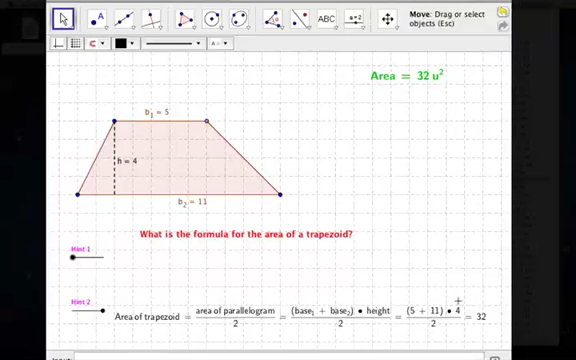 Move: Drag or select
objects (Esc)
ABC
a=2
A
Area = 32 u²
b₁ = 5
h = 4
b₂ = 11
What is the formula for the area of a trapezoid?
Hint 1
Hint 2
Area of trapezoid = area of parallelogram / 2 = (base₁ + base₂) • height / 2 = (5 + 11) • 4 / 2 = 32